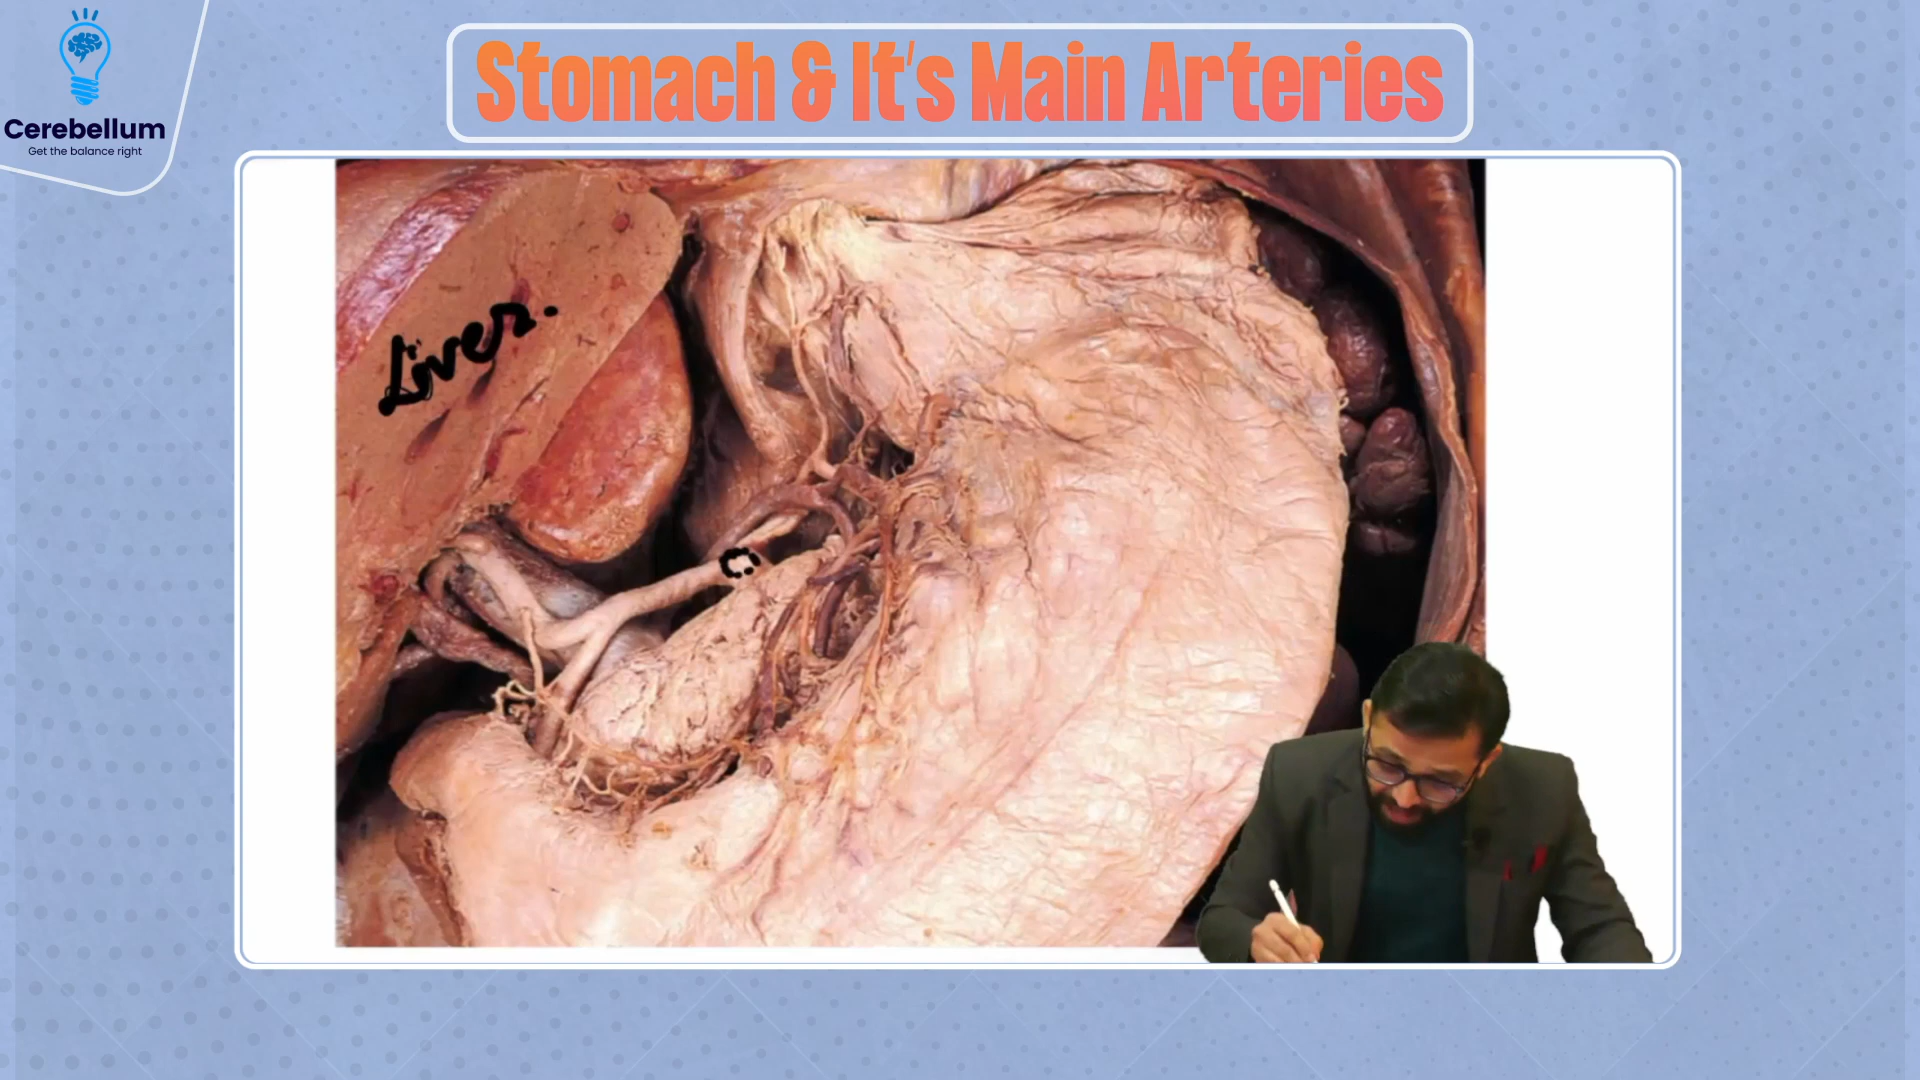 Cerebellum
Get the balance right
Stomach & It's Main Arteries
Liver.